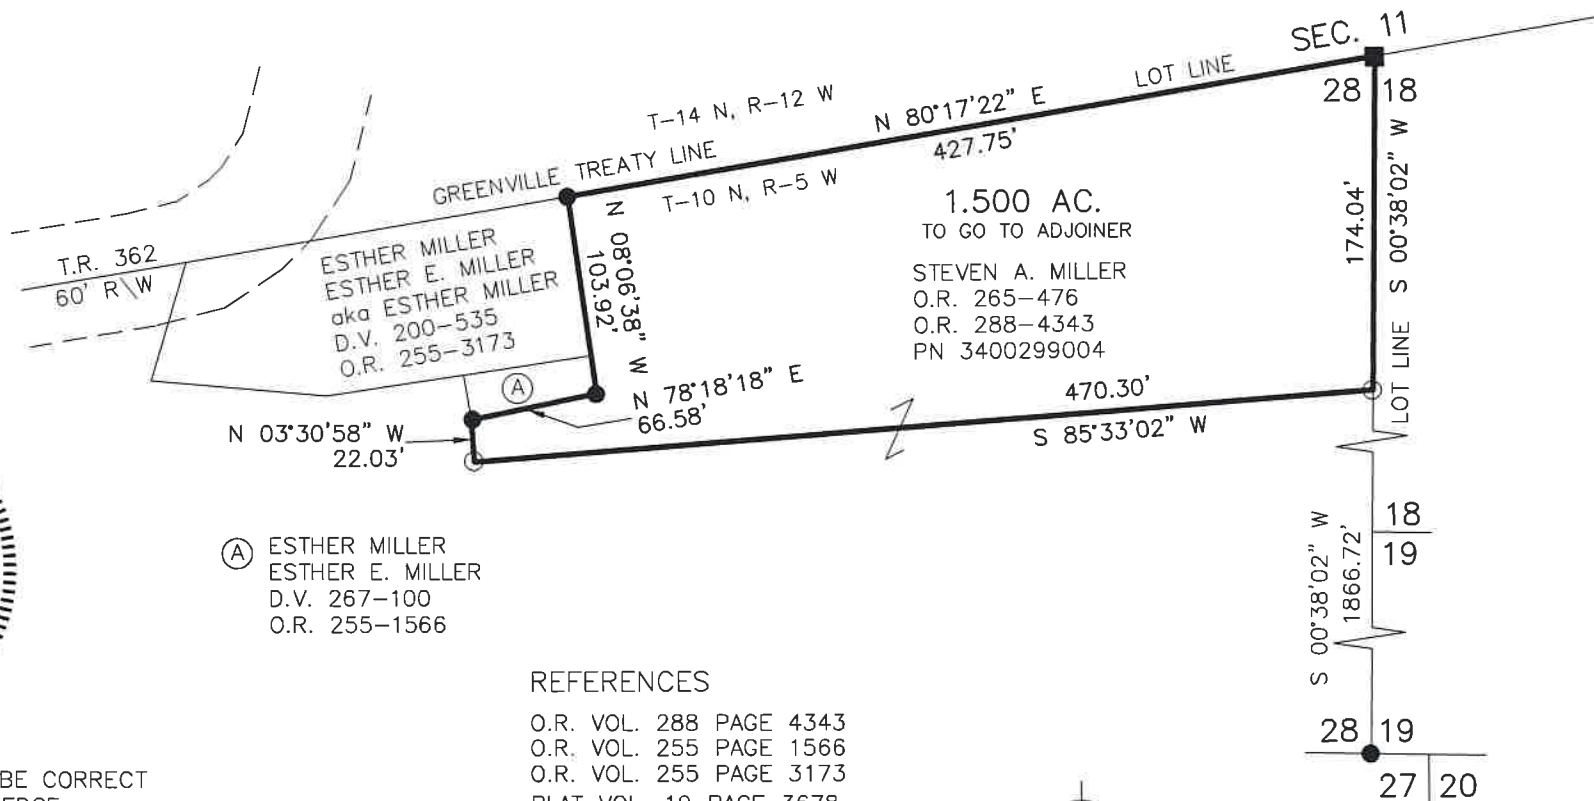 SEC. 11
LOT LINE
28 18
T-14 N, R-12 W
N 80°17'22" E
427.75'
GREENVILLE TREATY LINE
T-10 N, R-5 W
1.500 AC.
TO GO TO ADJOINER
STEVEN A. MILLER
O.R. 265-476
O.R. 288-4343
PN 3400299004
174.04'
S 00°38'02" W
LOT LINE
T.R. 362
60' R\W
ESTHER MILLER
ESTHER E. MILLER
aka ESTHER MILLER
D.V. 200-535
O.R. 255-3173
N 08°06'38" W
103.92'
A
N 78°18'18" E
66.58'
470.30'
S 85°33'02" W
N 03°30'58" W
22.03'
A ESTHER MILLER
ESTHER E. MILLER
D.V. 267-100
O.R. 255-1566
18
19
S 00°38'02" W
1866.72'
28 19
27 20
REFERENCES
O.R. VOL. 288 PAGE 4343
O.R. VOL. 255 PAGE 1566
O.R. VOL. 255 PAGE 3173
PLAT VOL. 19 PAGE 3678
BE CORRECT